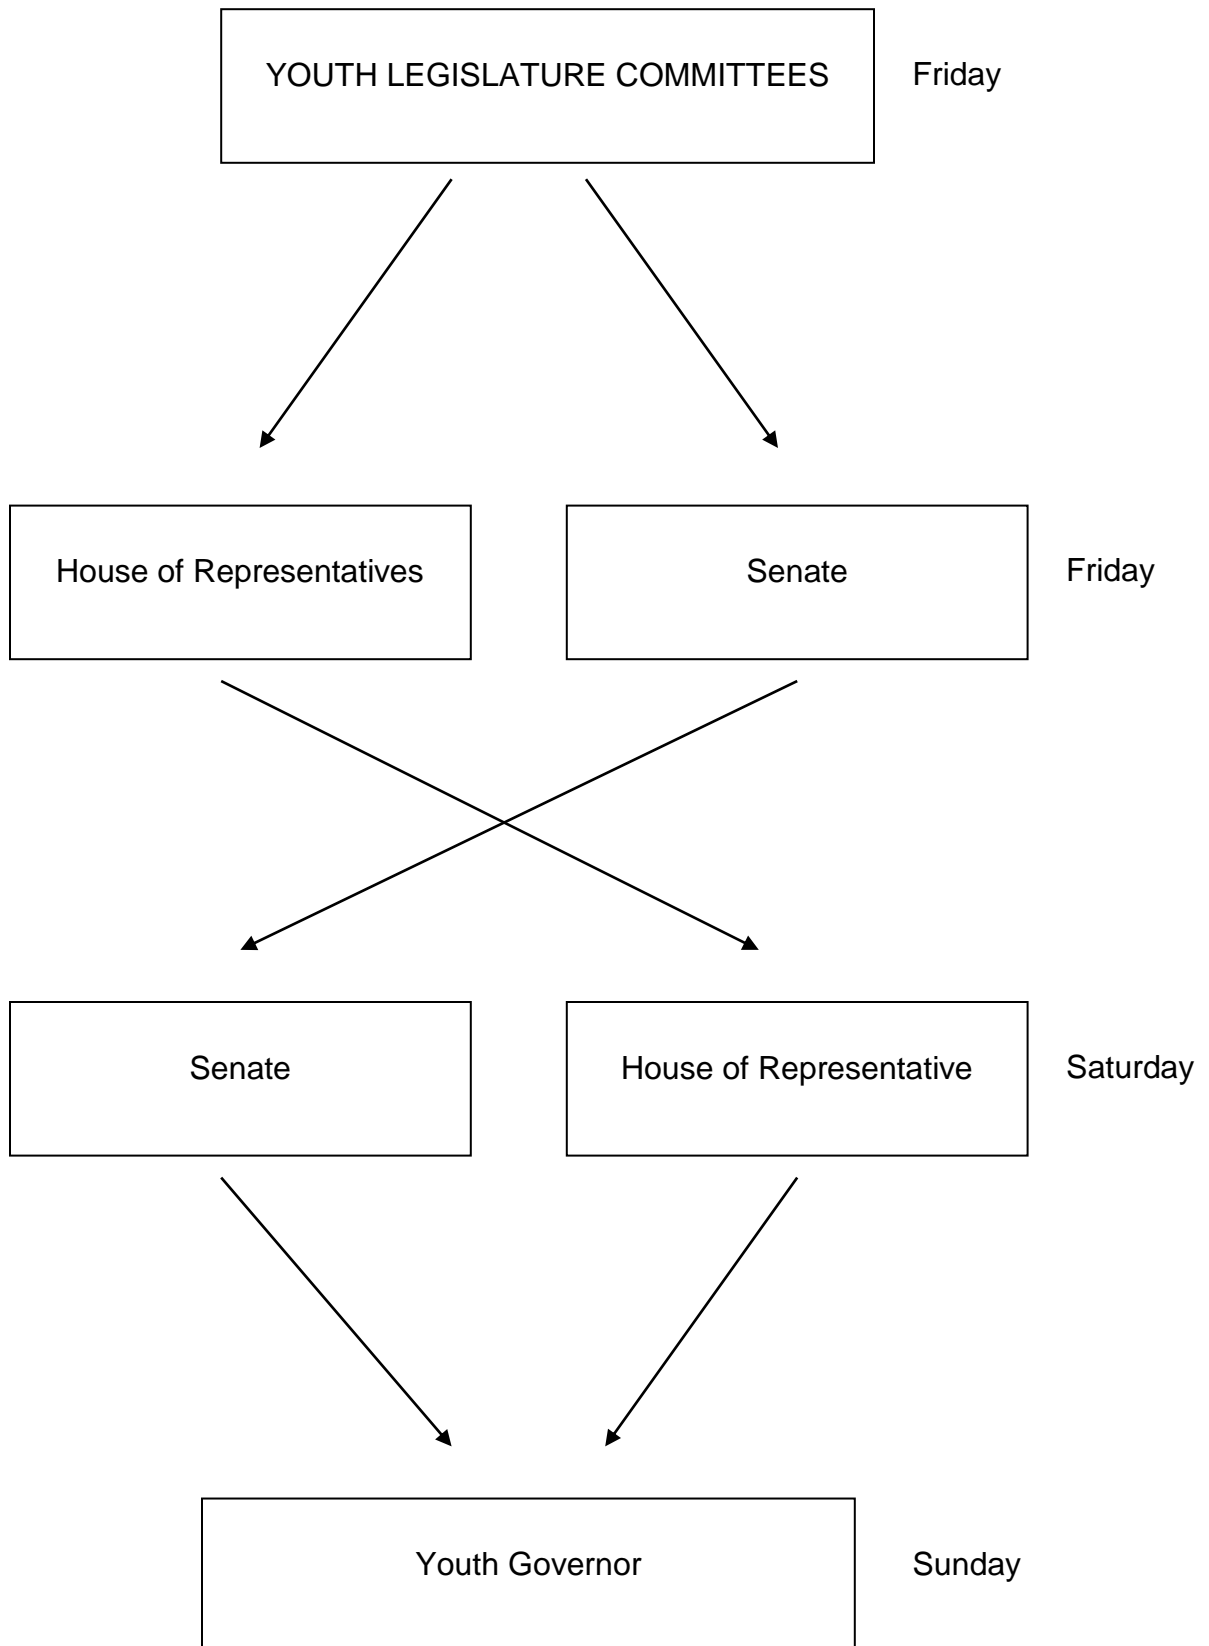 YOUTH LEGISLATURE COMMITTEES Friday
House of Representatives Senate Friday
Senate House of Representative Saturday
Youth Governor Sunday